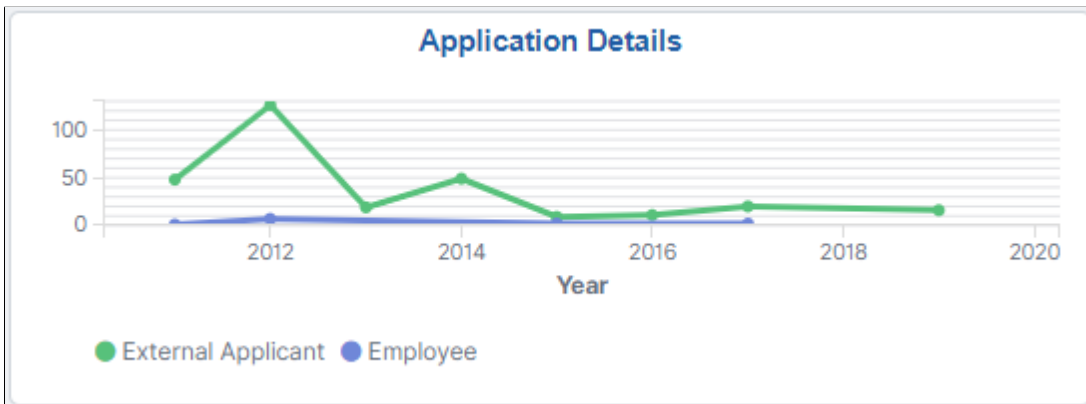 Application Details
100
50
0
2012 2014 2016 2018 2020
Year
External Applicant Employee